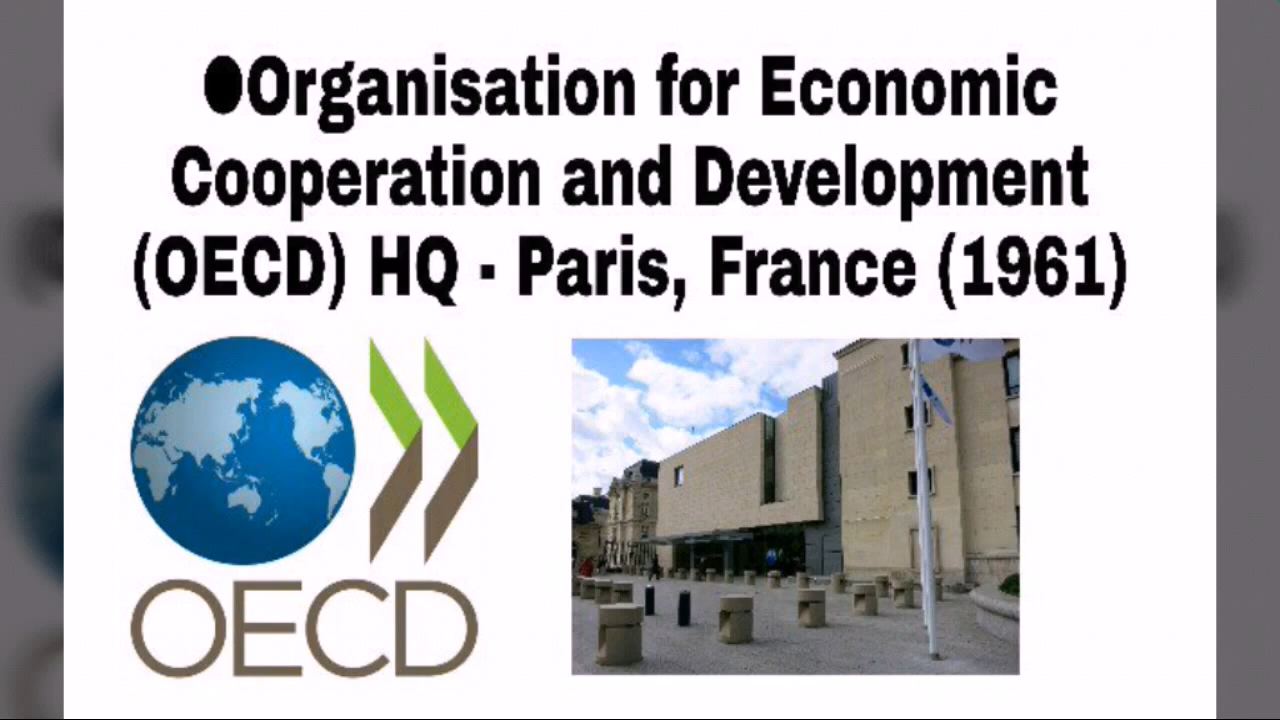 ●Organisation for Economic
Cooperation and Development
(OECD) HQ - Paris, France (1961)
OECD